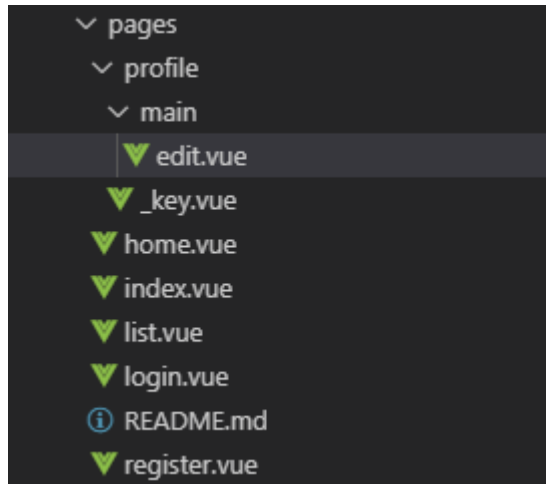 pages
profile
main
edit.vue
_key.vue
home.vue
index.vue
list.vue
login.vue
README.md
register.vue